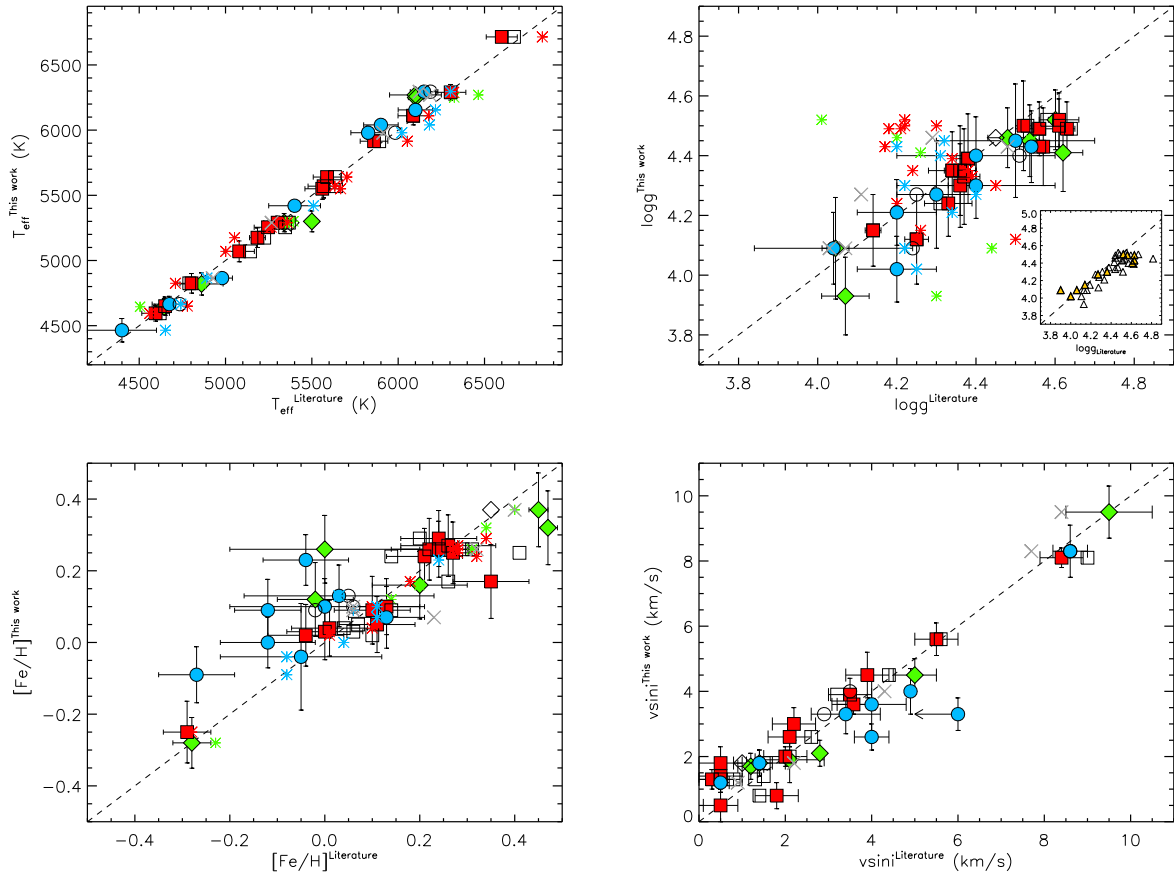 6500
6000
5500
5000
4500
T_eff^This work (K)
4500 5000 5500 6000 6500
T_eff^Literature (K)
4.8
4.6
4.4
4.2
4.0
3.8
logg^This work
3.8 4.0 4.2 4.4 4.6 4.8
logg^Literature
5.0
4.8
4.6
4.4
4.2
4.0
3.8
3.8 4.0 4.2 4.4 4.6 4.8
logg_Literature
0.4
0.2
0.0
−0.2
−0.4
[Fe/H]^This work
−0.4 −0.2 0.0 0.2 0.4
[Fe/H]^Literature
10
8
6
4
2
0
vsini^This work (km/s)
0 2 4 6 8 10
vsini^Literature (km/s)